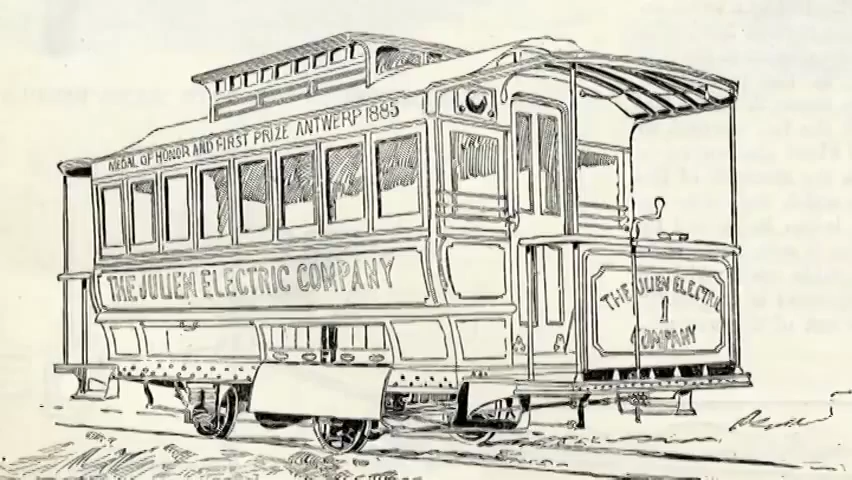 MEDAL OF HONOR AND FIRST PRIZE ANTWERP 1885
THE JULIEN ELECTRIC COMPANY
THE JULIEN ELECTRIC
1
COMPANY